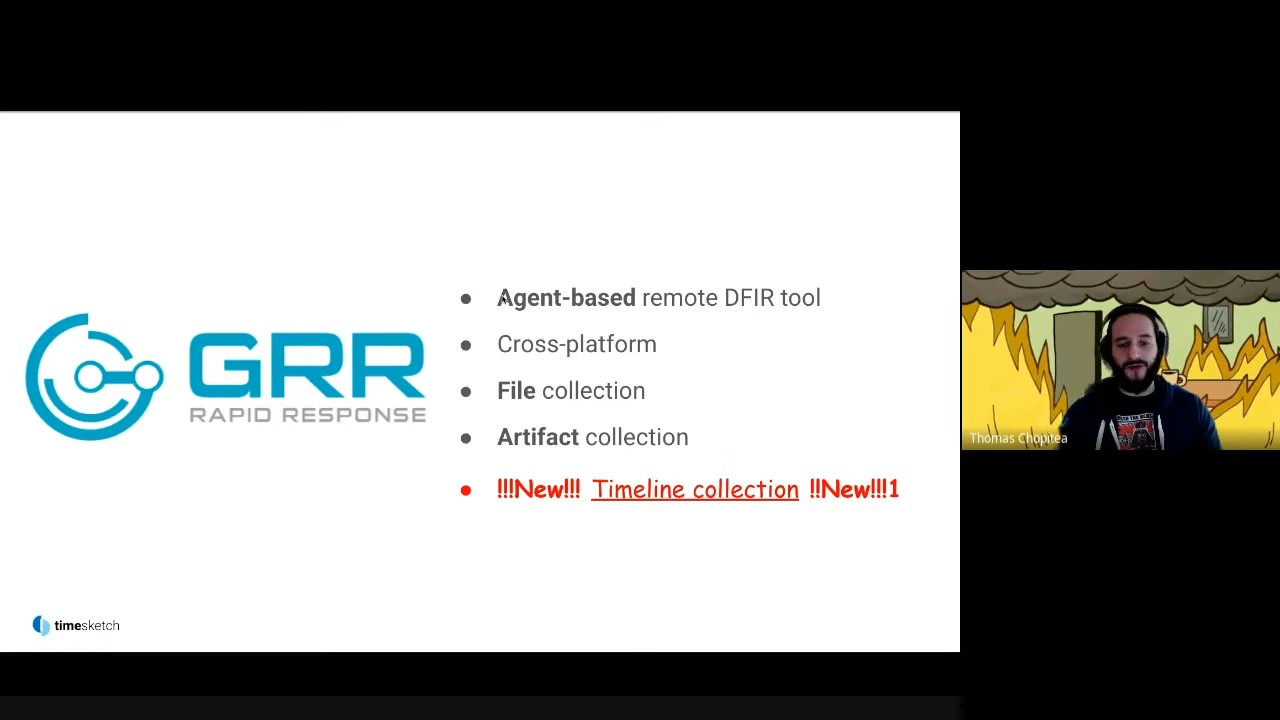 GRR
RAPID RESPONSE
● Agent-based remote DFIR tool
● Cross-platform
● File collection
● Artifact collection
● !!!New!!! Timeline collection !!New!!!1
timesketch
Thomas Chopitea